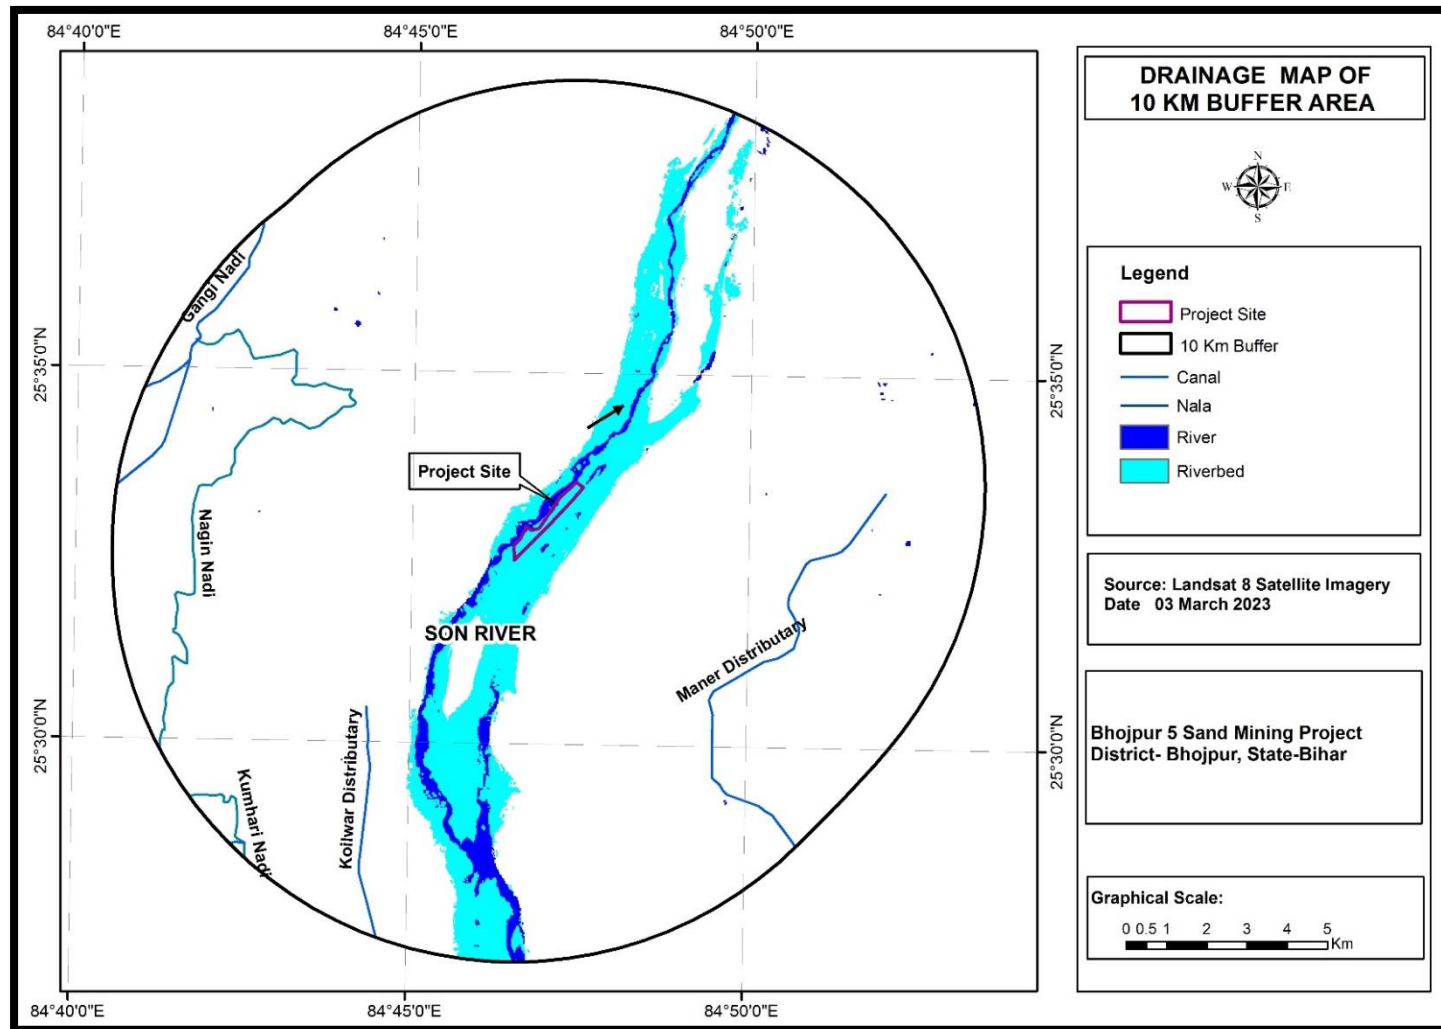 84°40'0"E
84°45'0"E
84°50'0"E
DRAINAGE MAP OF
10 KM BUFFER AREA
N
W E
S
Gangi Nadi
25°35'0"N
25°35'0"N
Legend
Project Site
10 Km Buffer
Canal
Nala
River
Riverbed
Project Site
Nagin Nadi
Source: Landsat 8 Satellite Imagery
Date 03 March 2023
SON RIVER
Maner Distributary
25°30'0"N
25°30'0"N
Koilwar Distributary
Kumhari Nadi
Bhojpur 5 Sand Mining Project
District- Bhojpur, State-Bihar
Graphical Scale:
0 0.5 1 2 3 4 5
Km
84°40'0"E
84°45'0"E
84°50'0"E